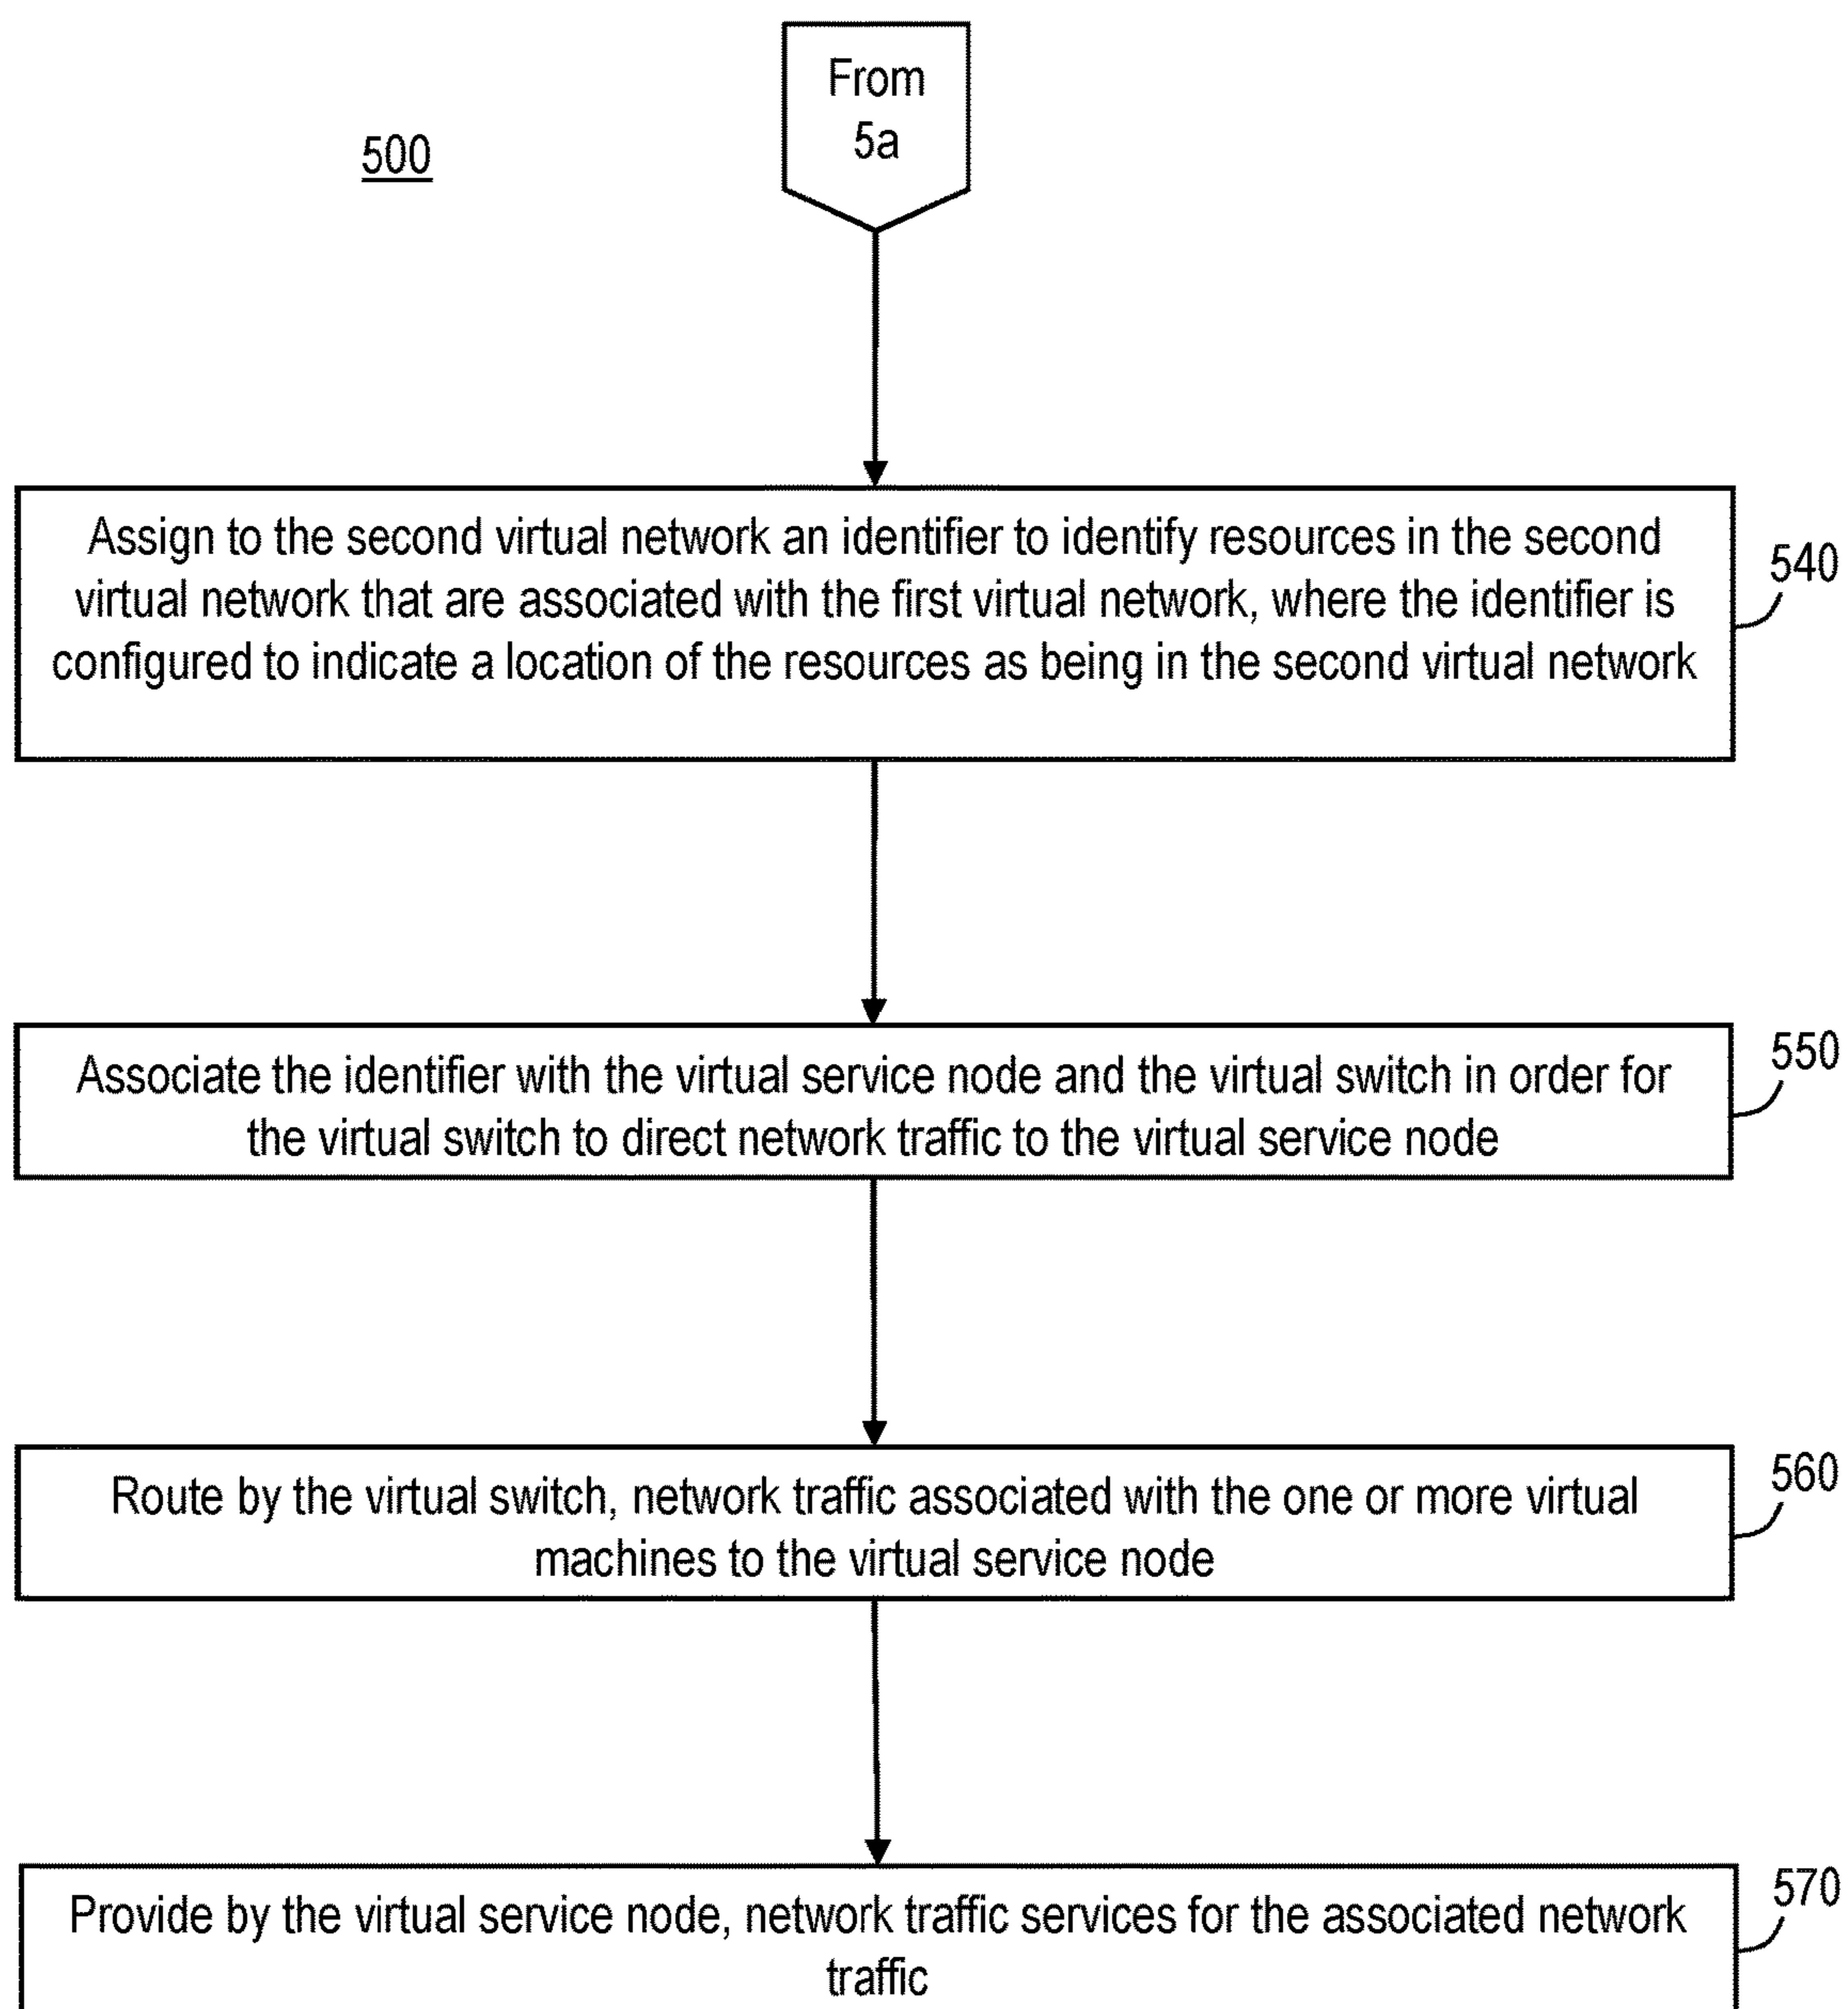 From
5a
500
Assign to the second virtual network an identifier to identify resources in the second
virtual network that are associated with the first virtual network, where the identifier is
configured to indicate a location of the resources as being in the second virtual network
540
Associate the identifier with the virtual service node and the virtual switch in order for
the virtual switch to direct network traffic to the virtual service node
550
Route by the virtual switch, network traffic associated with the one or more virtual
machines to the virtual service node
560
Provide by the virtual service node, network traffic services for the associated network
traffic
570